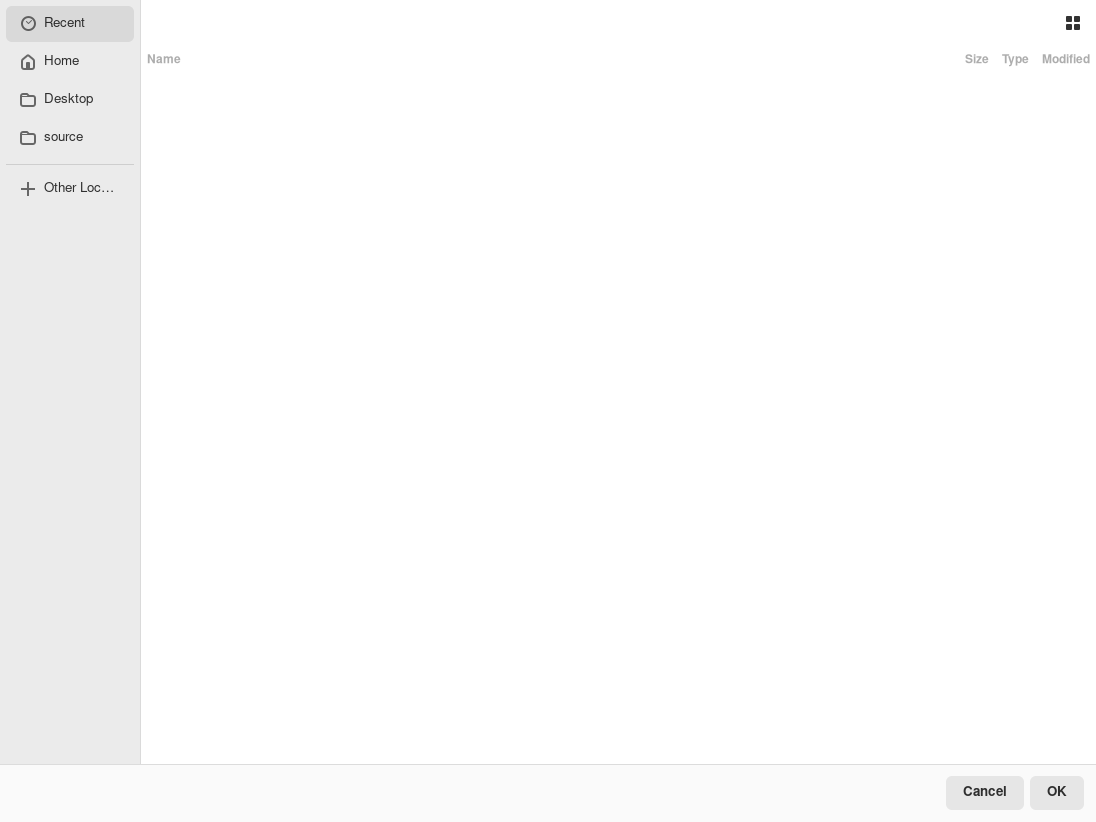 Recent
Home
Desktop
source
Other Loc…
Name Size Type Modified
Cancel OK